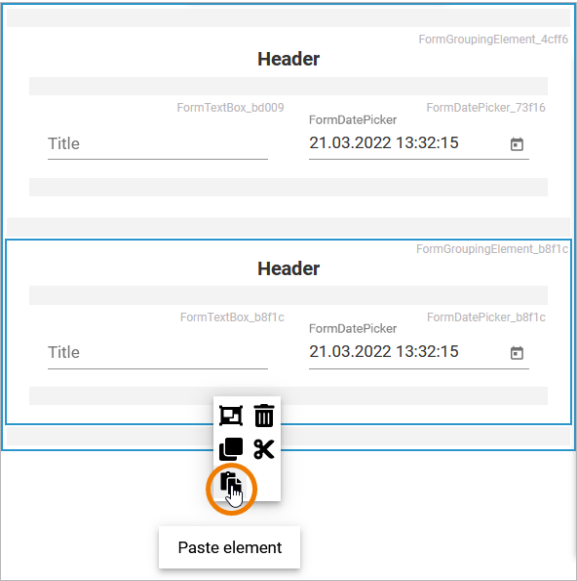 FormGroupingElement_4cff6
Header
FormTextBox_bd009
FormDatePicker_73f16
FormDatePicker
Title
21.03.2022 13:32:15
FormGroupingElement_b8f1c
Header
FormTextBox_b8f1c
FormDatePicker_b8f1c
FormDatePicker
Title
21.03.2022 13:32:15
Paste element